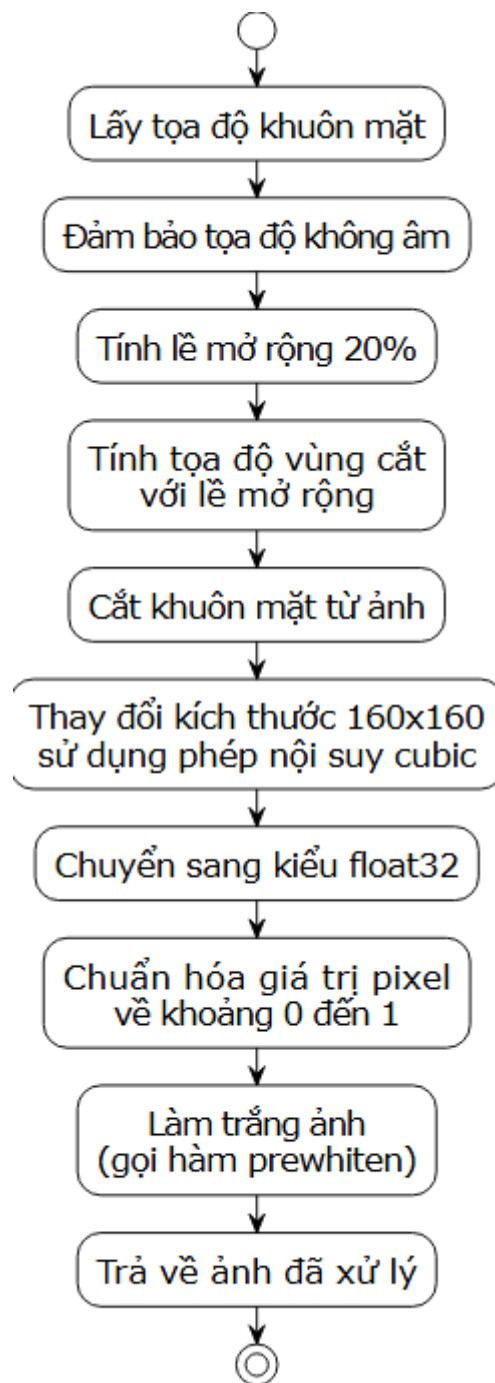 Lấy tọa độ khuôn mặt
Đảm bảo tọa độ không âm
Tính lề mở rộng 20%
Tính tọa độ vùng cắt
với lề mở rộng
Cắt khuôn mặt từ ảnh
Thay đổi kích thước 160x160
sử dụng phép nội suy cubic
Chuyển sang kiểu float32
Chuẩn hóa giá trị pixel
về khoảng 0 đến 1
Làm trắng ảnh
(gọi hàm prewhiten)
Trả về ảnh đã xử lý